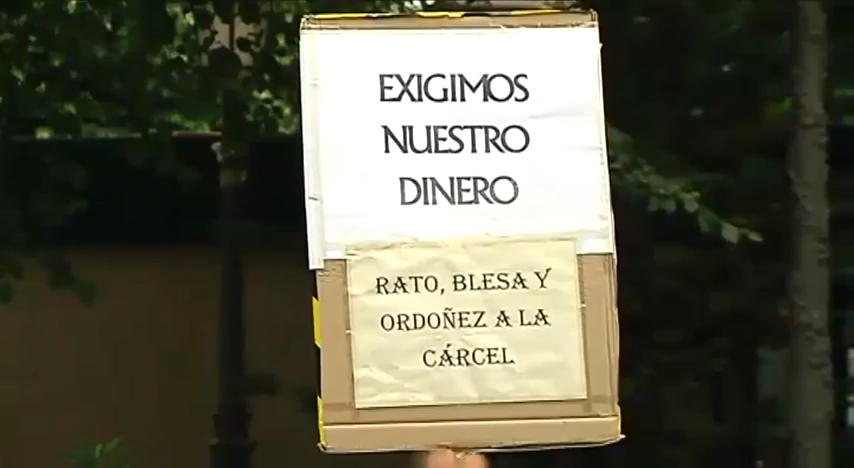 EXIGIMOS
NUESTRO
DINERO
RATO, BLESA Y
ORDOÑEZ A LA
CÁRCEL